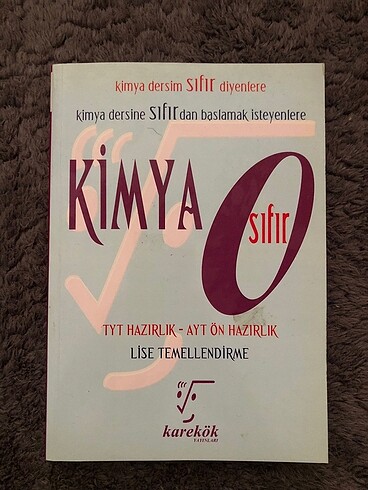 kimya dersim sıfır diyenlere
kimya dersine sıfırdan başlamak isteyenlere
KİMYA
0
sıfır
TYT HAZIRLIK - AYT ÖN HAZIRLIK
LİSE TEMELLENDİRME
karekök
YAYINLARI